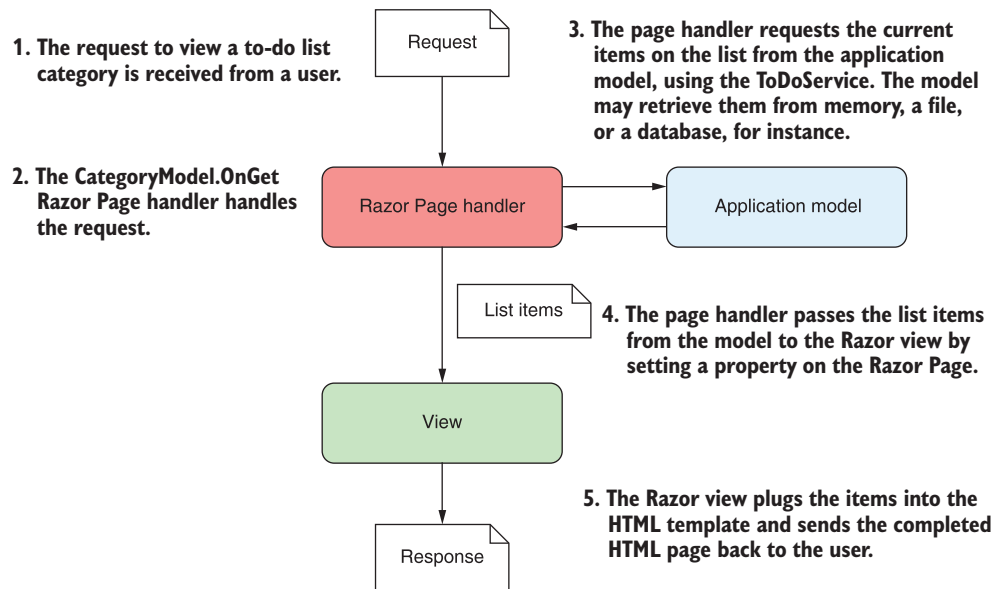 1. The request to view a to-do list
category is received from a user.
Request
3. The page handler requests the current
items on the list from the application
model, using the ToDoService. The model
may retrieve them from memory, a file,
or a database, for instance.
2. The CategoryModel.OnGet
Razor Page handler handles
the request.
Razor Page handler
Application model
List items
4. The page handler passes the list items
from the model to the Razor view by
setting a property on the Razor Page.
View
5. The Razor view plugs the items into the
HTML template and sends the completed
HTML page back to the user.
Response